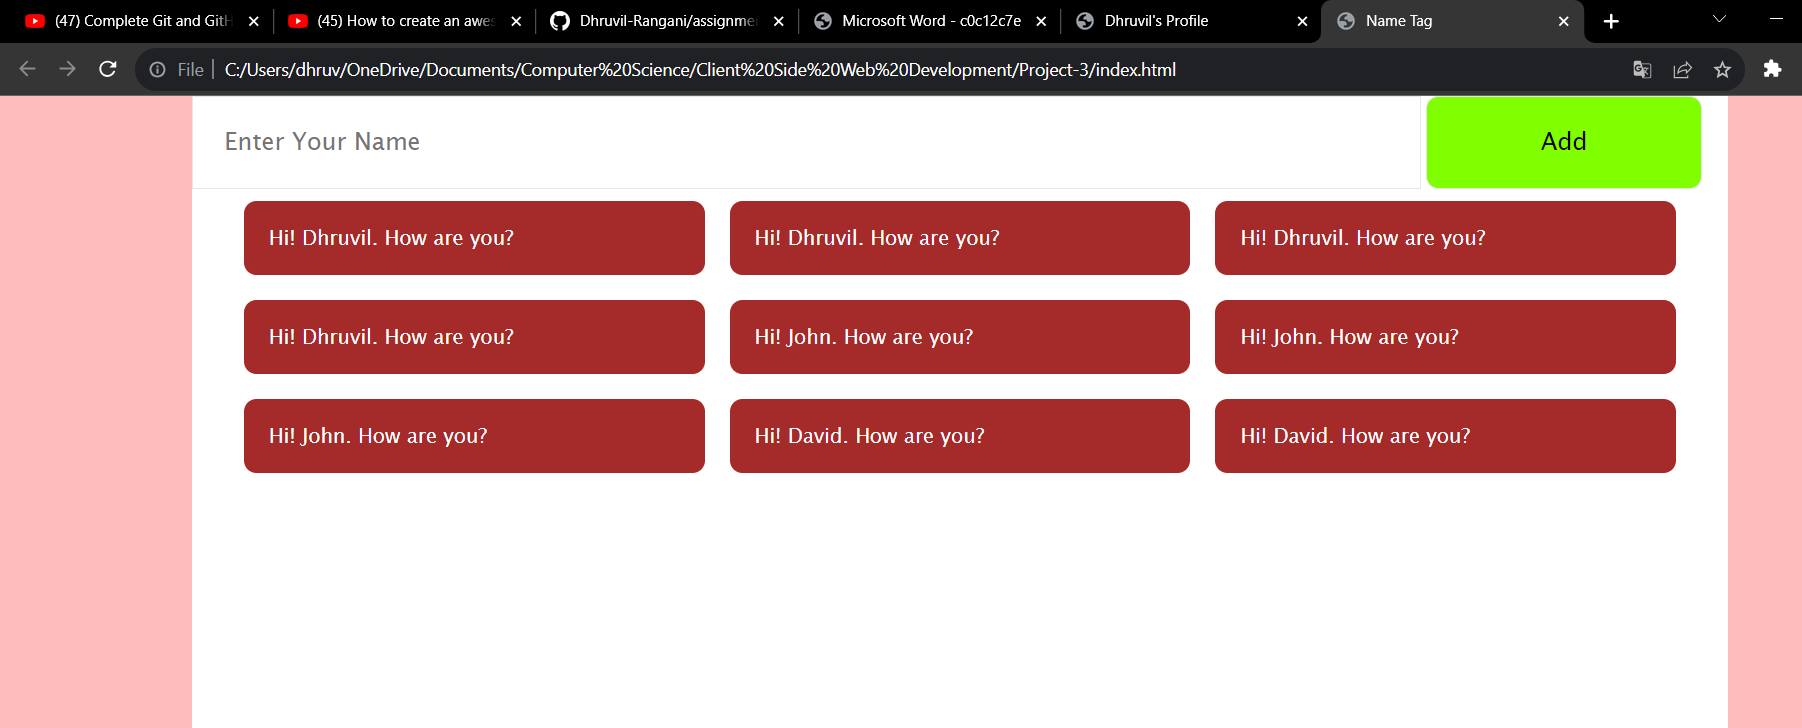 (47) Complete Git and GitH
(45) How to create an awes
Dhruvil-Rangani/assignmen
Microsoft Word - c0c12c7e
Dhruvil's Profile
Name Tag
File
C:/Users/dhruv/OneDrive/Documents/Computer%20Science/Client%20Side%20Web%20Development/Project-3/index.html
Enter Your Name
Add
Hi! Dhruvil. How are you?
Hi! Dhruvil. How are you?
Hi! Dhruvil. How are you?
Hi! Dhruvil. How are you?
Hi! John. How are you?
Hi! John. How are you?
Hi! John. How are you?
Hi! David. How are you?
Hi! David. How are you?